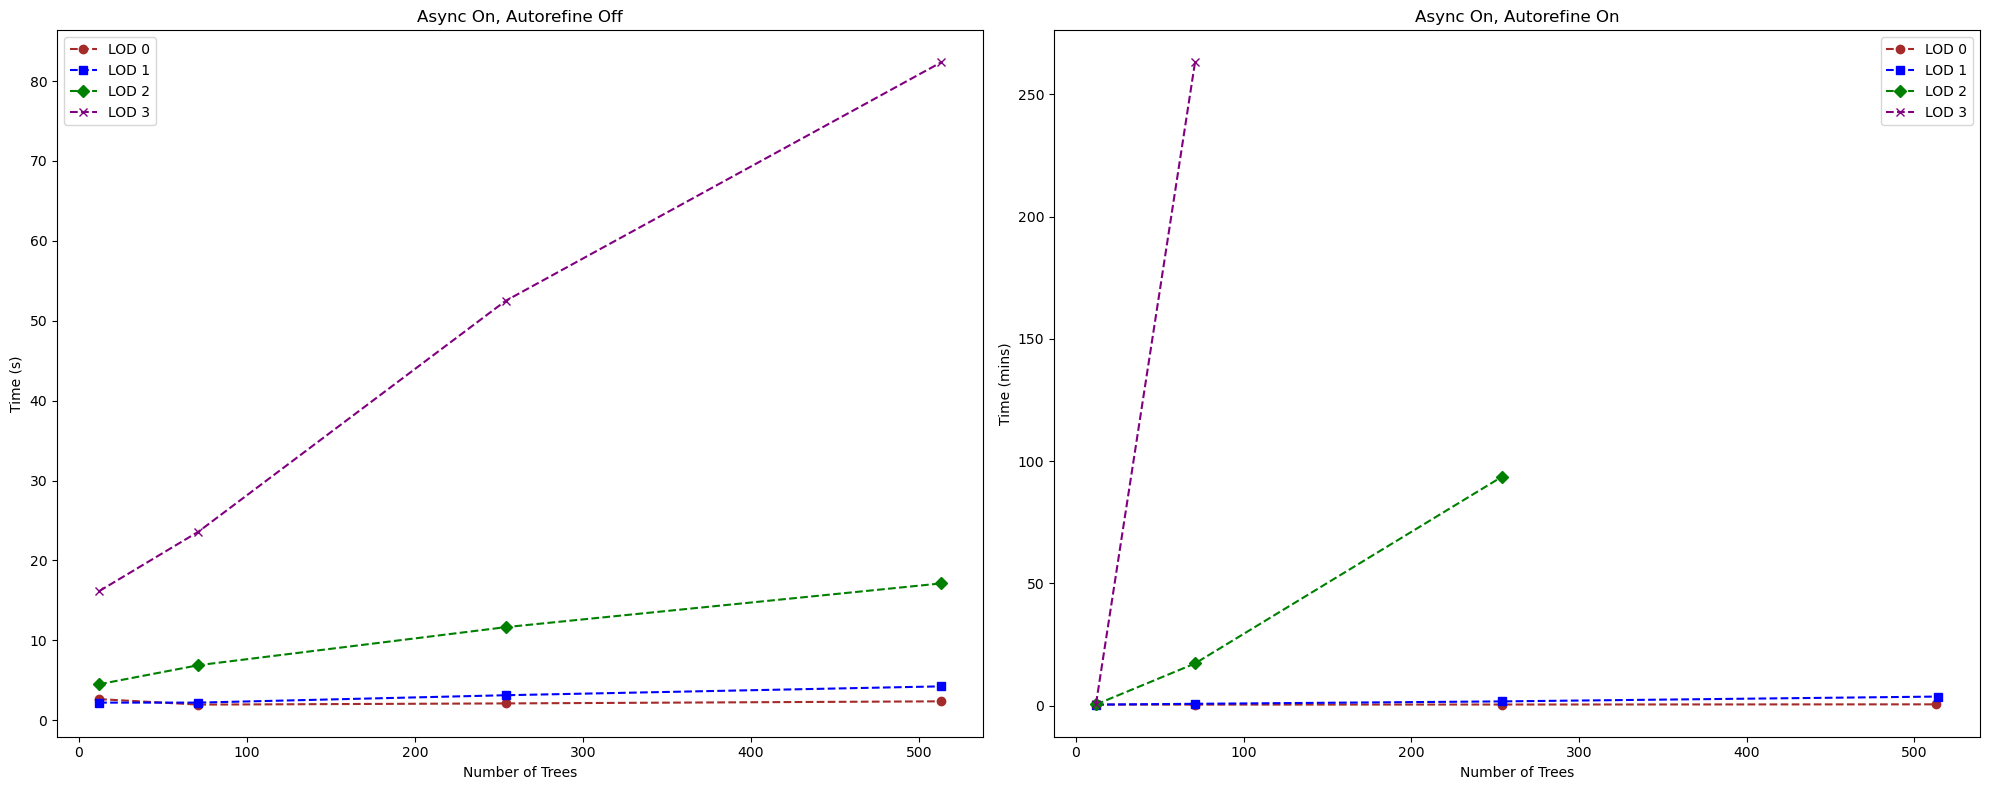 Async On, Autorefine Off
LOD 0
LOD 1
LOD 2
LOD 3
80
70
60
50
40
30
20
10
0
Time (s)
0 100 200 300 400 500
Number of Trees
Async On, Autorefine On
LOD 0
LOD 1
LOD 2
LOD 3
250
200
150
100
50
0
Time (mins)
0 100 200 300 400 500
Number of Trees